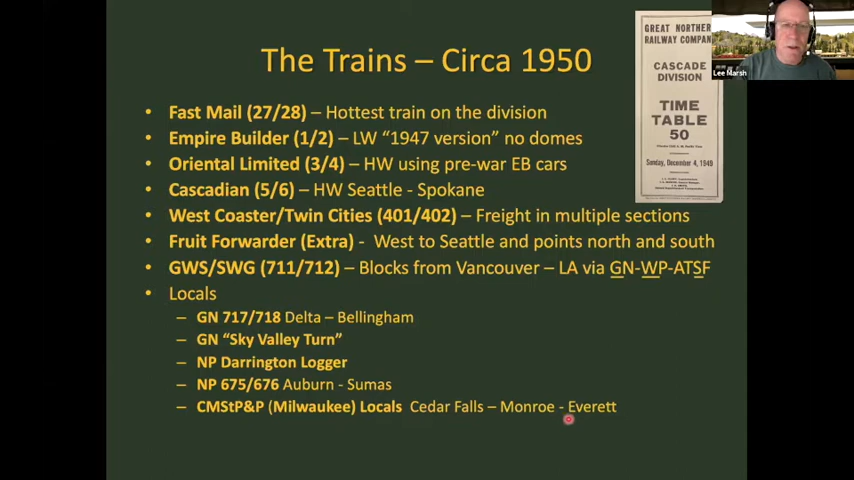 The Trains – Circa 1950
• Fast Mail (27/28) – Hottest train on the division
• Empire Builder (1/2) – LW “1947 version” no domes
• Oriental Limited (3/4) – HW using pre-war EB cars
• Cascadian (5/6) – HW Seattle - Spokane
• West Coaster/Twin Cities (401/402) – Freight in multiple sections
• Fruit Forwarder (Extra) - West to Seattle and points north and south
• GWS/SWG (711/712) – Blocks from Vancouver – LA via GN-WP-ATSF
• Locals
– GN 717/718 Delta – Bellingham
– GN “Sky Valley Turn”
– NP Darrington Logger
– NP 675/676 Auburn - Sumas
– CMStP&P (Milwaukee) Locals Cedar Falls – Monroe - Everett
GREAT NORTHER
RAILWAY COMPAN
CASCADE
DIVISION
TIME
TABLE
50
Sunday, December 4, 1949
Lee Marsh